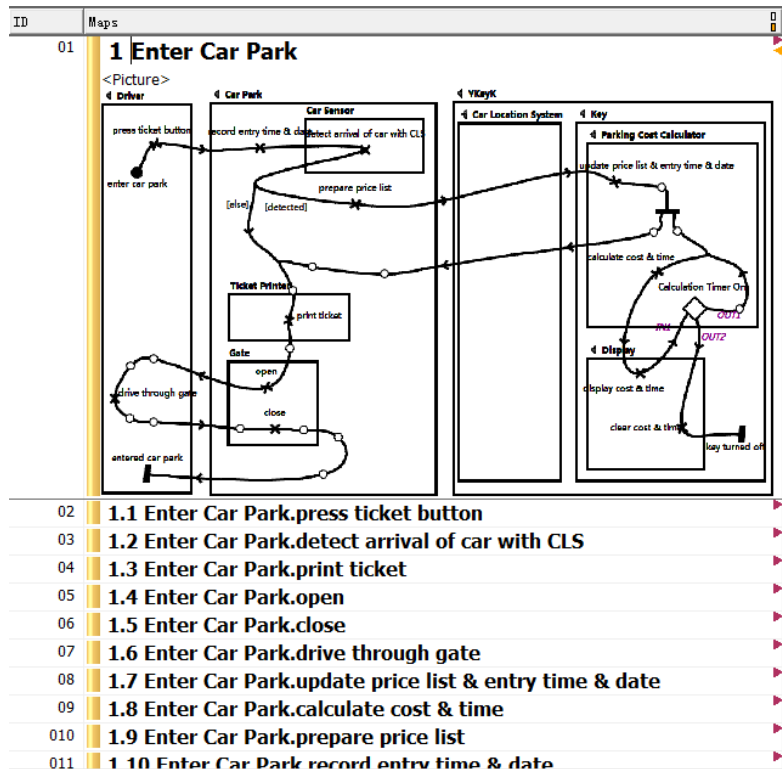 ID Maps
01 1 Enter Car Park
<Picture>
Driver Car Park VKeyK
Car Sensor Car Location System Key
press ticket button record entry time & date detect arrival of car with CLS Parking Cost Calculator
enter car park prepare price list update price list & entry time & date
[else] [detected]
calculate cost & time
Ticket Printer Calculation Timer On
print ticket IN1 OUT1
OUT2
Gate Display
open
drive through gate display cost & time
close
clear cost & time
entered car park key turned off
02 1.1 Enter Car Park.press ticket button
03 1.2 Enter Car Park.detect arrival of car with CLS
04 1.3 Enter Car Park.print ticket
05 1.4 Enter Car Park.open
06 1.5 Enter Car Park.close
07 1.6 Enter Car Park.drive through gate
08 1.7 Enter Car Park.update price list & entry time & date
09 1.8 Enter Car Park.calculate cost & time
010 1.9 Enter Car Park.prepare price list
011 1.10 Enter Car Park.record entry time & date